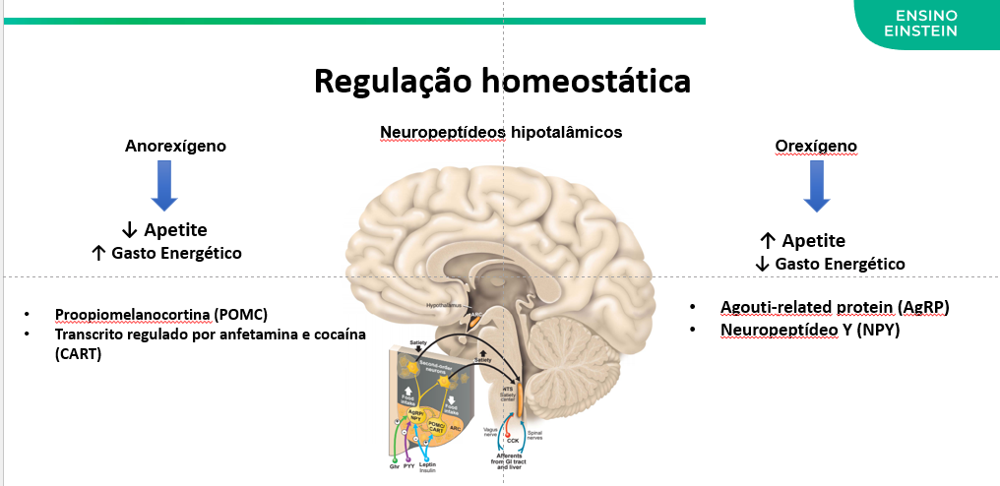 ENSINO
EINSTEIN
Regulação homeostática
Neuropeptídeos hipotalâmicos
Anorexígeno
↓ Apetite
↑ Gasto Energético
• Proopiomelanocortina (POMC)
• Transcrito regulado por anfetamina e cocaína
(CART)
Orexígeno
↑ Apetite
↓ Gasto Energético
• Agouti-related protein (AgRP)
• Neuropeptídeo Y (NPY)
Hypothalamus
ARC
Satiety
Satiety
Second-order
neurons
Food
intake
Food
intake
AgRP/
NPY
POMC/
CART
ARC
Ghr
PYY
Leptin
Insulin
NTS
Satiety
center
Vagus
nerve
Spinal
nerves
CCK
Afferents
from GI tract
and liver